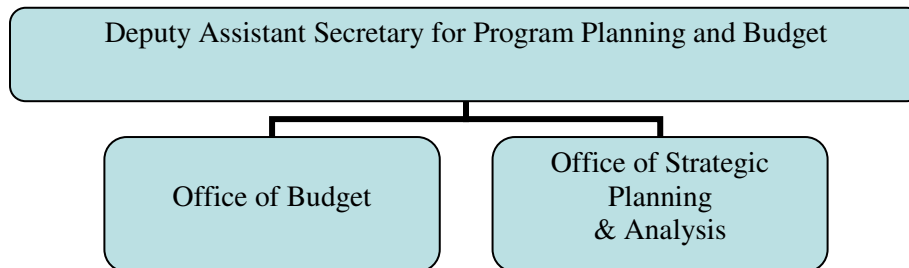 Deputy Assistant Secretary for Program Planning and Budget
Office of Budget
Office of Strategic
Planning
& Analysis